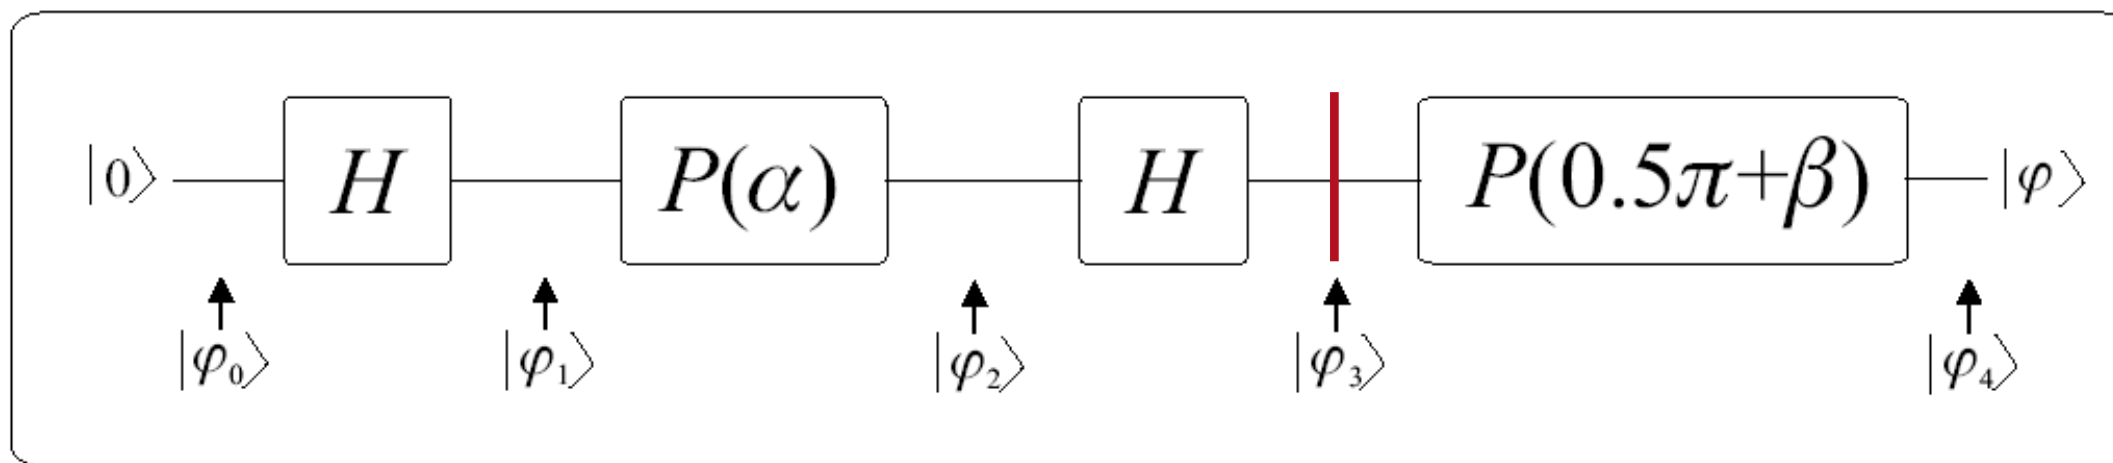 |0⟩ H P(α) H P(0.5π+β) |φ⟩
|φ₀⟩ |φ₁⟩ |φ₂⟩ |φ₃⟩ |φ₄⟩